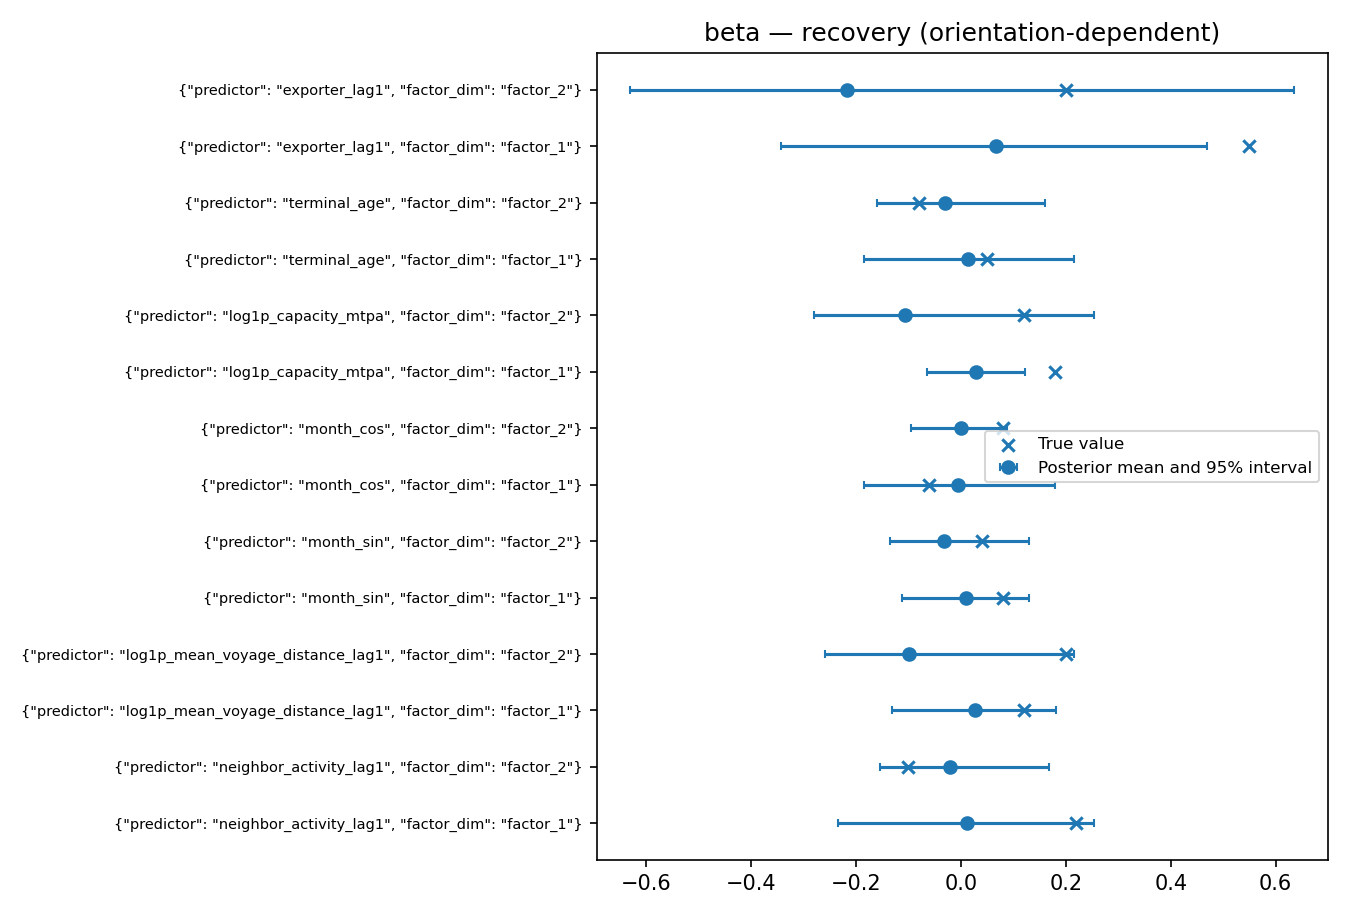 beta — recovery (orientation-dependent)
{"predictor": "exporter_lag1", "factor_dim": "factor_2"}
{"predictor": "exporter_lag1", "factor_dim": "factor_1"}
{"predictor": "terminal_age", "factor_dim": "factor_2"}
{"predictor": "terminal_age", "factor_dim": "factor_1"}
{"predictor": "log1p_capacity_mtpa", "factor_dim": "factor_2"}
{"predictor": "log1p_capacity_mtpa", "factor_dim": "factor_1"}
{"predictor": "month_cos", "factor_dim": "factor_2"}
{"predictor": "month_cos", "factor_dim": "factor_1"}
{"predictor": "month_sin", "factor_dim": "factor_2"}
{"predictor": "month_sin", "factor_dim": "factor_1"}
{"predictor": "log1p_mean_voyage_distance_lag1", "factor_dim": "factor_2"}
{"predictor": "log1p_mean_voyage_distance_lag1", "factor_dim": "factor_1"}
{"predictor": "neighbor_activity_lag1", "factor_dim": "factor_2"}
{"predictor": "neighbor_activity_lag1", "factor_dim": "factor_1"}
True value
Posterior mean and 95% interval
−0.6 −0.4 −0.2 0.0 0.2 0.4 0.6